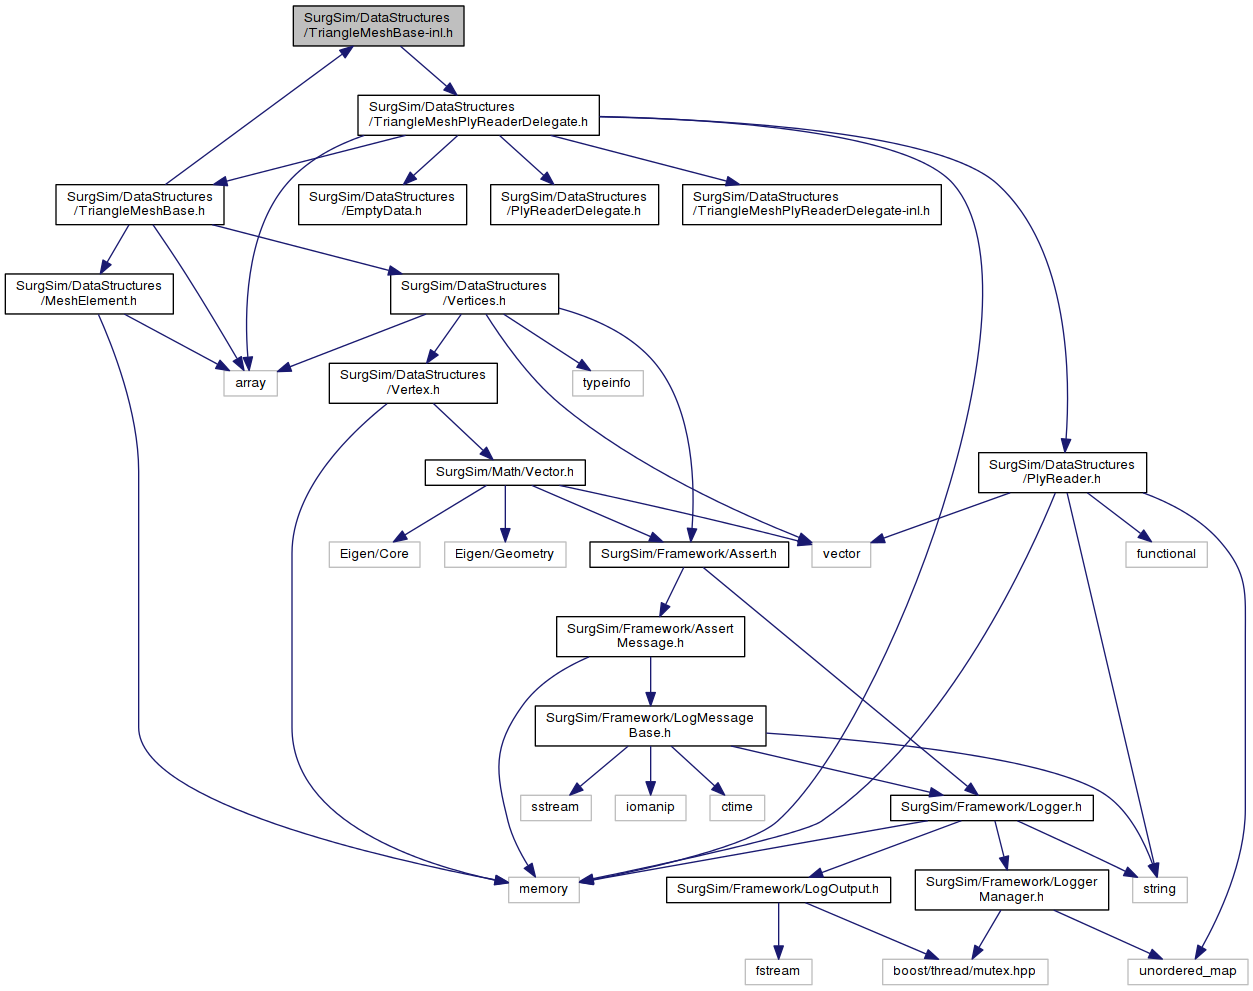 SurgSim/DataStructures
/TriangleMeshBase-inl.h
SurgSim/DataStructures
/TriangleMeshPlyReaderDelegate.h
SurgSim/DataStructures
/TriangleMeshBase.h
SurgSim/DataStructures
/EmptyData.h
SurgSim/DataStructures
/PlyReaderDelegate.h
SurgSim/DataStructures
/TriangleMeshPlyReaderDelegate-inl.h
SurgSim/DataStructures
/MeshElement.h
SurgSim/DataStructures
/Vertices.h
array
SurgSim/DataStructures
/Vertex.h
typeinfo
SurgSim/Math/Vector.h
SurgSim/DataStructures
/PlyReader.h
Eigen/Core
Eigen/Geometry
SurgSim/Framework/Assert.h
vector
functional
SurgSim/Framework/Assert
Message.h
SurgSim/Framework/LogMessage
Base.h
sstream
iomanip
ctime
SurgSim/Framework/Logger.h
memory
SurgSim/Framework/LogOutput.h
SurgSim/Framework/Logger
Manager.h
string
fstream
boost/thread/mutex.hpp
unordered_map